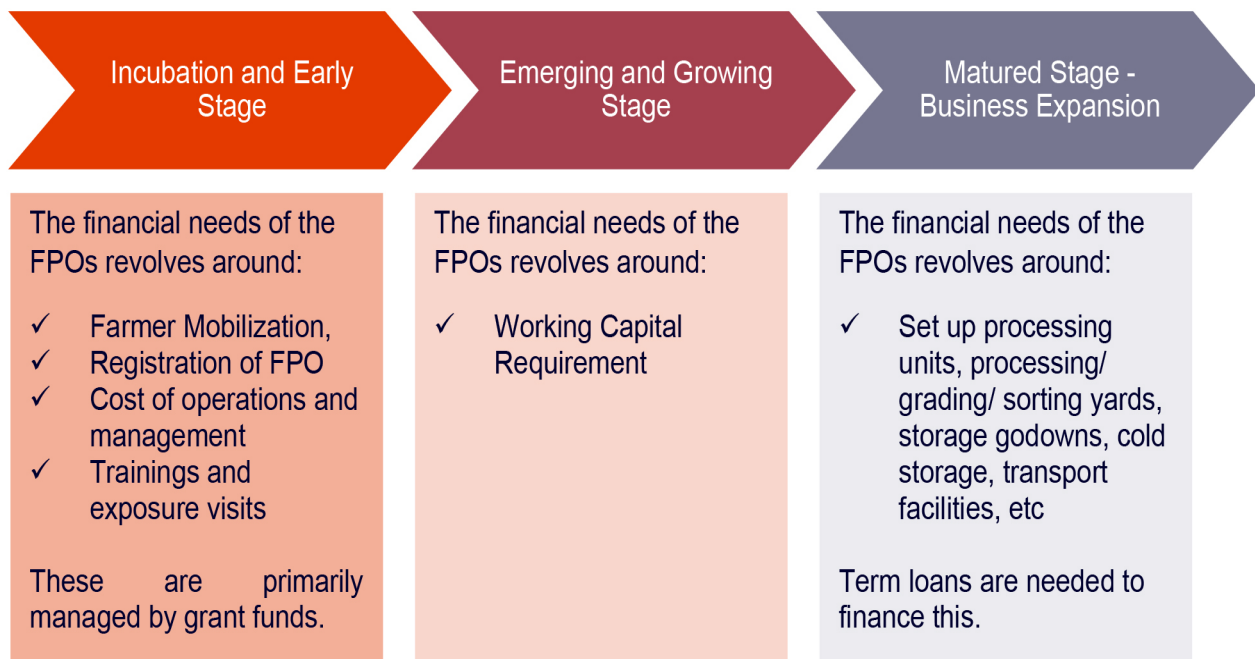 Incubation and Early
Stage
Emerging and Growing
Stage
Matured Stage -
Business Expansion
The financial needs of the
FPOs revolves around:
✓ Farmer Mobilization,
✓ Registration of FPO
✓ Cost of operations and
management
✓ Trainings and
exposure visits
These are primarily
managed by grant funds.
The financial needs of the
FPOs revolves around:
✓ Working Capital
Requirement
The financial needs of the
FPOs revolves around:
✓ Set up processing
units, processing/
grading/ sorting yards,
storage godowns, cold
storage, transport
facilities, etc
Term loans are needed to
finance this.